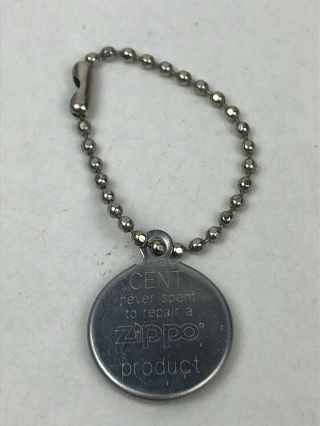 CENT
never spent
to repair a
Zippo®
product